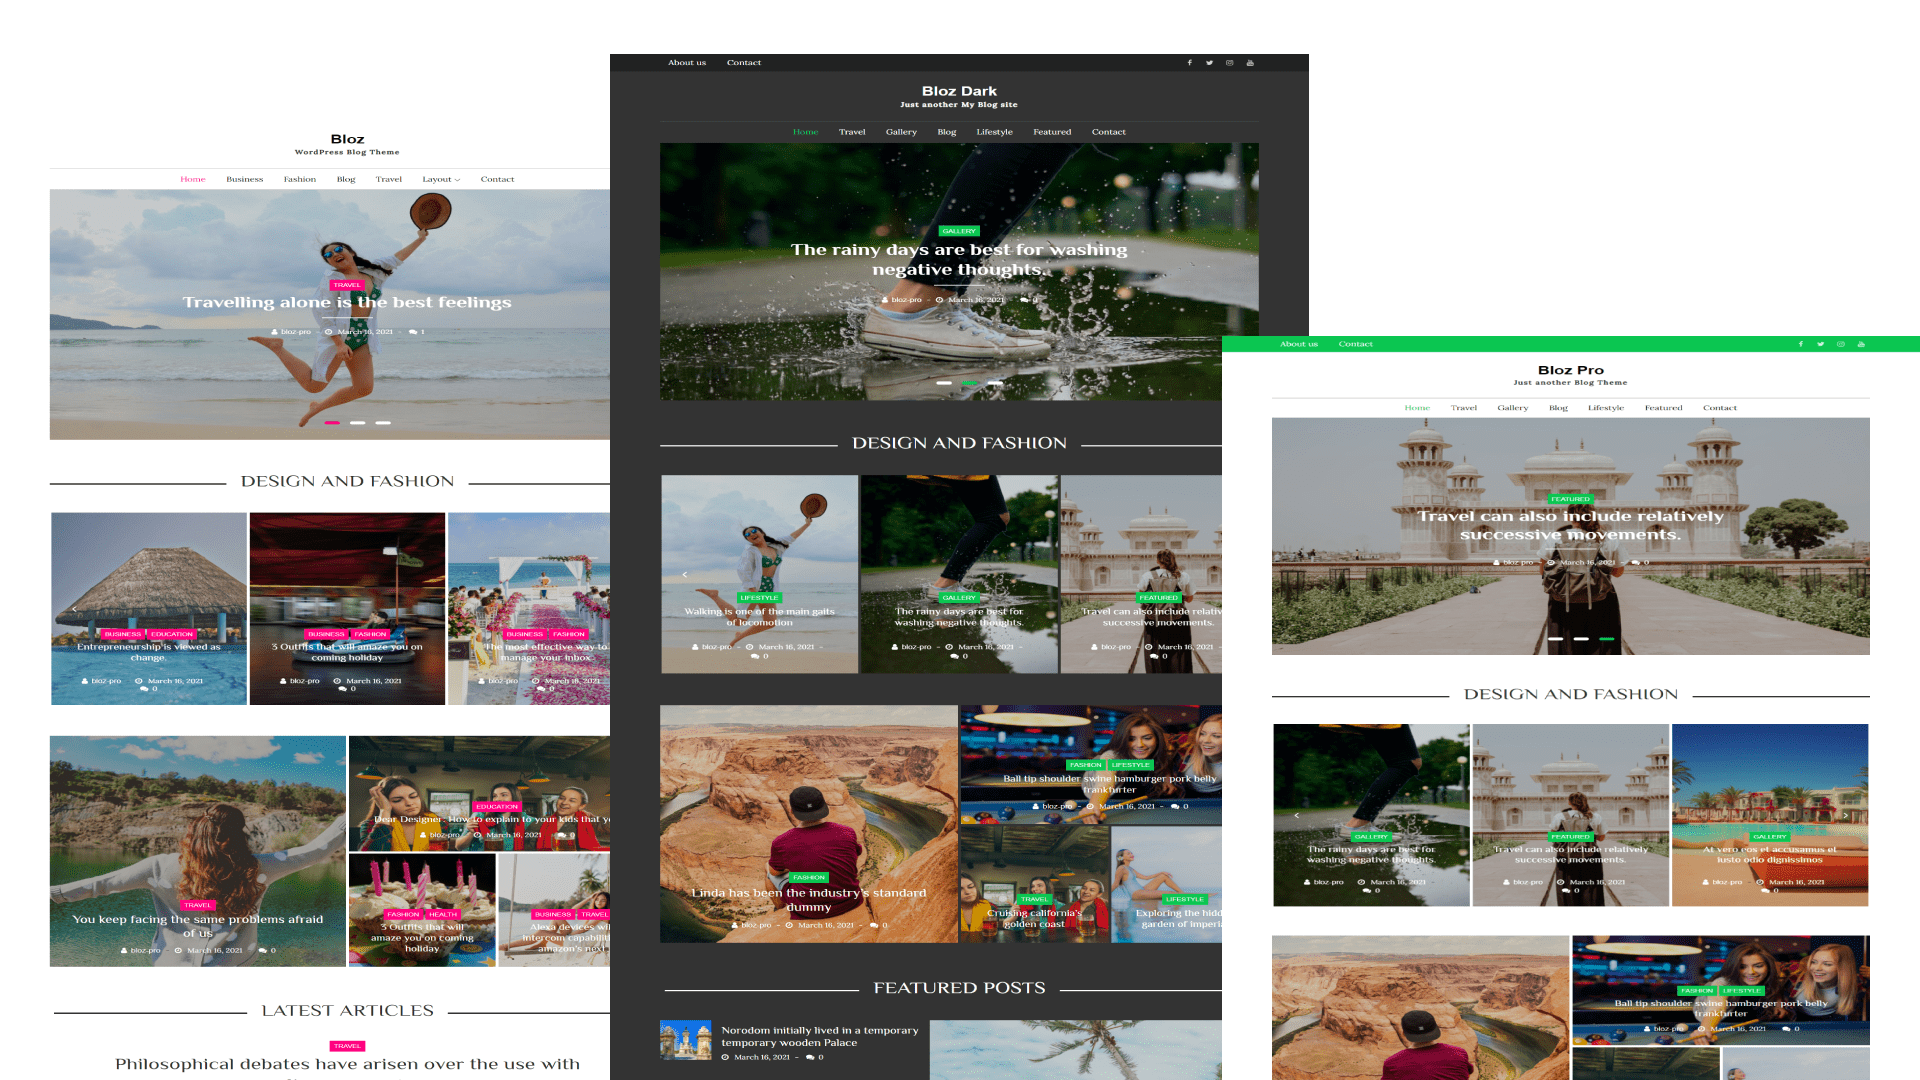 Bloz
WordPress Blog Theme
Home Business Fashion Blog Travel Layout Contact
TRAVEL
Travelling alone is the best feelings
bloz-pro - March 16, 2021 - 1
DESIGN AND FASHION
BUSINESS EDUCATION
Entrepreneurship is viewed as
change.
bloz-pro March 16, 2021
0
BUSINESS FASHION
3 Outfits that will amaze you on
coming holiday
bloz-pro March 16, 2021
0
BUSINESS FASHION
The most effective way to
manage your inbox
bloz-pro March 16, 2021
0
TRAVEL
You keep facing the same problems afraid
of us
bloz-pro March 16, 2021 0
EDUCATION
Dear Designer: How to explain to your kids that
bloz-pro March 16, 2021 0
FASHION HEALTH
3 Outfits that will
amaze you on coming
holiday
BUSINESS TRAVEL
Alexa devices
intercom
amazon's next
LATEST ARTICLES
TRAVEL
Philosophical debates have arisen over the use with
About us Contact
Bloz Dark
Just another My Blog site
Home Travel Gallery Blog Lifestyle Featured Contact
GALLERY
The rainy days are best for washing
negative thoughts.
bloz-pro - March 16, 2021 0
DESIGN AND FASHION
LIFESTYLE
Walking is one of the main gaits
of locomotion
bloz-pro - March 16, 2021 -
0
GALLERY
The rainy days are best for
washing negative thoughts.
bloz-pro - March 16, 2021 -
0
FEATURED
Travel can also include
successive movements.
bloz-pro - March 16, 2021 -
0
FASHION
Linda has been the industry's standard
dummy
bloz-pro - March 16, 2021 - 0
FASHION LIFESTYLE
Ball tip shoulder swine hamburger pork belly
frankfurter
bloz-pro - March 16, 2021 - 0
TRAVEL
Cruising california's
golden coast
LIFESTYLE
Exploring the
garden of
FEATURED POSTS
Norodom initially lived in a temporary
temporary wooden Palace
March 16, 2021 - 0
About us Contact
Bloz Pro
Just another Blog Theme
Home Travel Gallery Blog Lifestyle Featured Contact
FEATURED
Travel can also include relatively
successive movements.
bloz-pro - March 16, 2021 - 0
DESIGN AND FASHION
GALLERY
The rainy days are best for
washing negative thoughts.
bloz-pro March 16, 2021
0
FEATURED
Travel can also include relatively
successive movements.
bloz-pro March 16, 2021
0
GALLERY
At vero eos et accusamus et
iusto odio dignissimos
bloz-pro March 16, 2021
0
FASHION LIFESTYLE
Ball tip shoulder swine hamburger pork belly
frankfurter
bloz-pro March 16, 2021 0